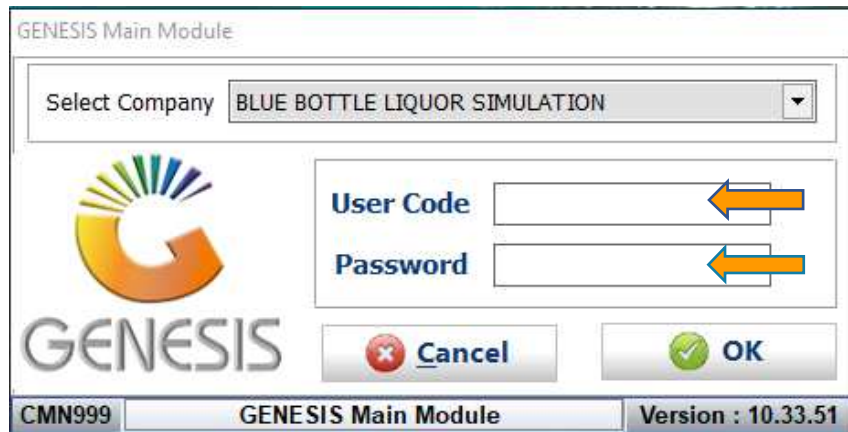 GENESIS Main Module
Select Company BLUE BOTTLE LIQUOR SIMULATION
User Code
Password
GENESIS
Cancel OK
CMN999 GENESIS Main Module Version : 10.33.51